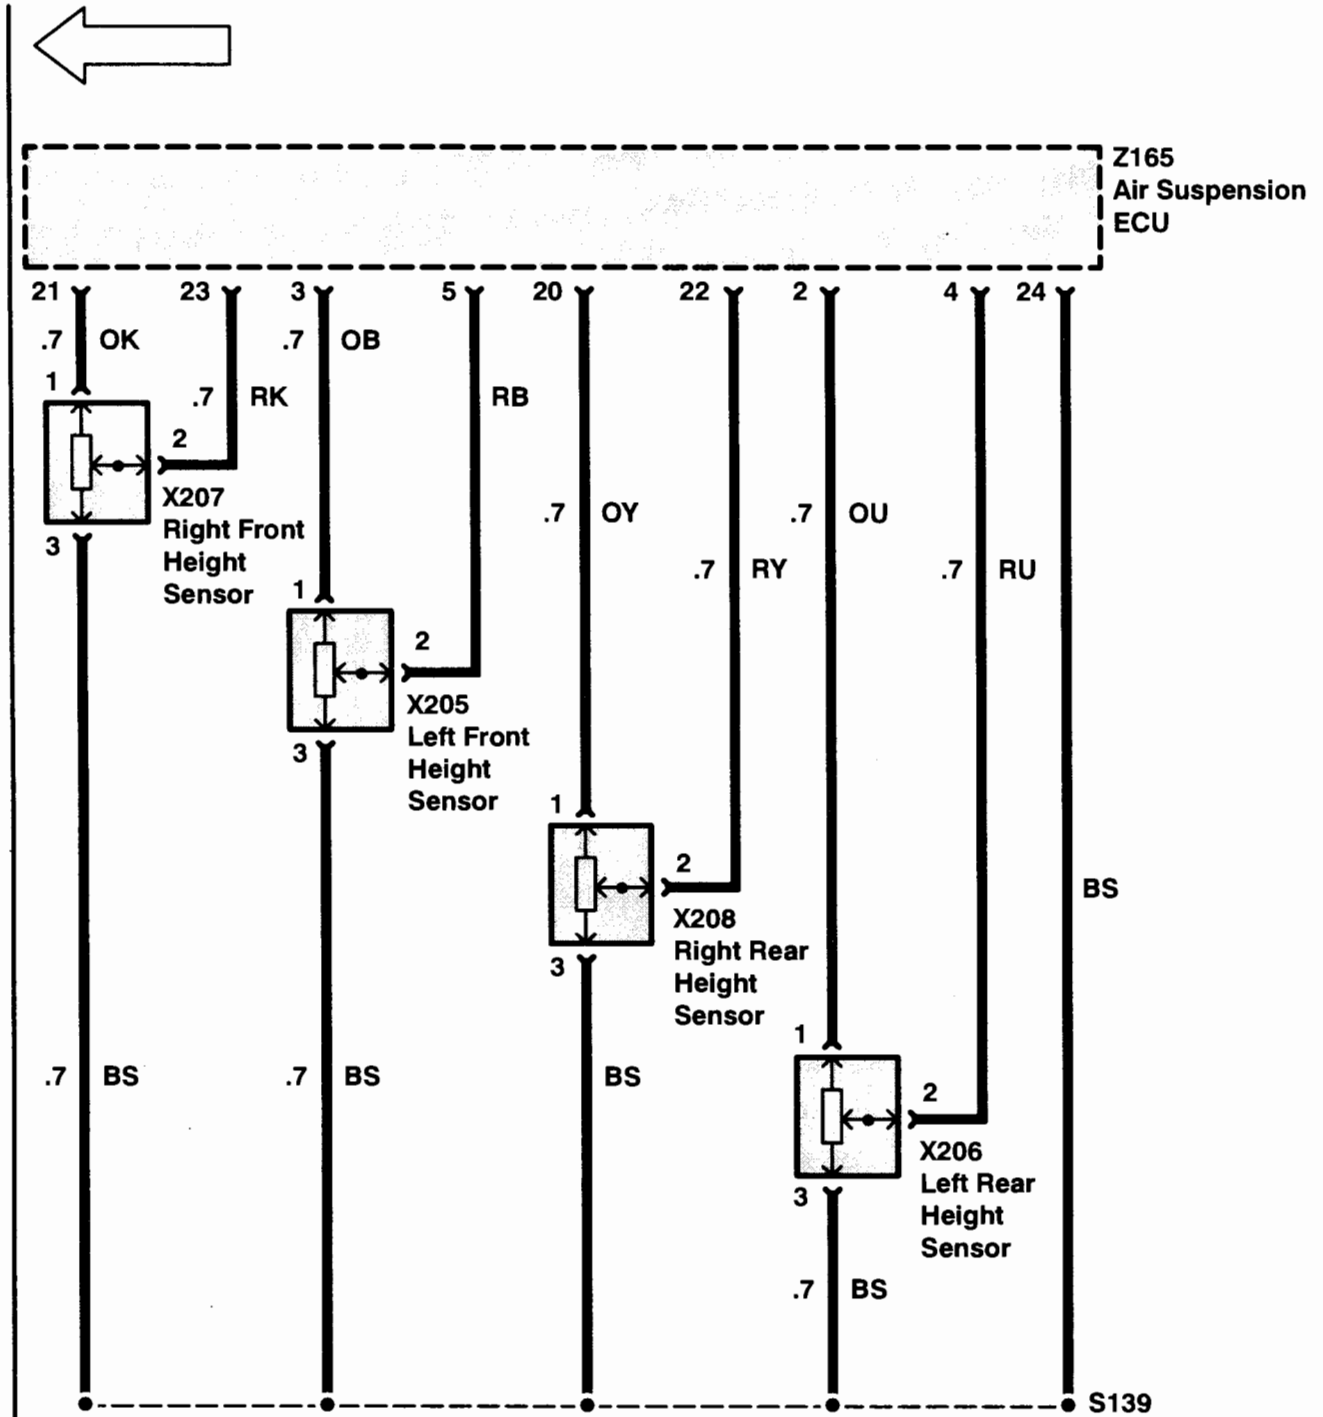 Z165
Air Suspension
ECU
21 23 3 5 20 22 2 4 24
.7 OK .7 OB
1
.7 RK RB
2
X207
Right Front
Height
Sensor
3
.7 OY .7 OU
.7 RY .7 RU
1
2
X205
Left Front
Height
Sensor
3
1
2
X208
Right Rear
Height
Sensor
3
BS
1
2
X206
Left Rear
Height
Sensor
3
.7 BS .7 BS BS
.7 BS
S139